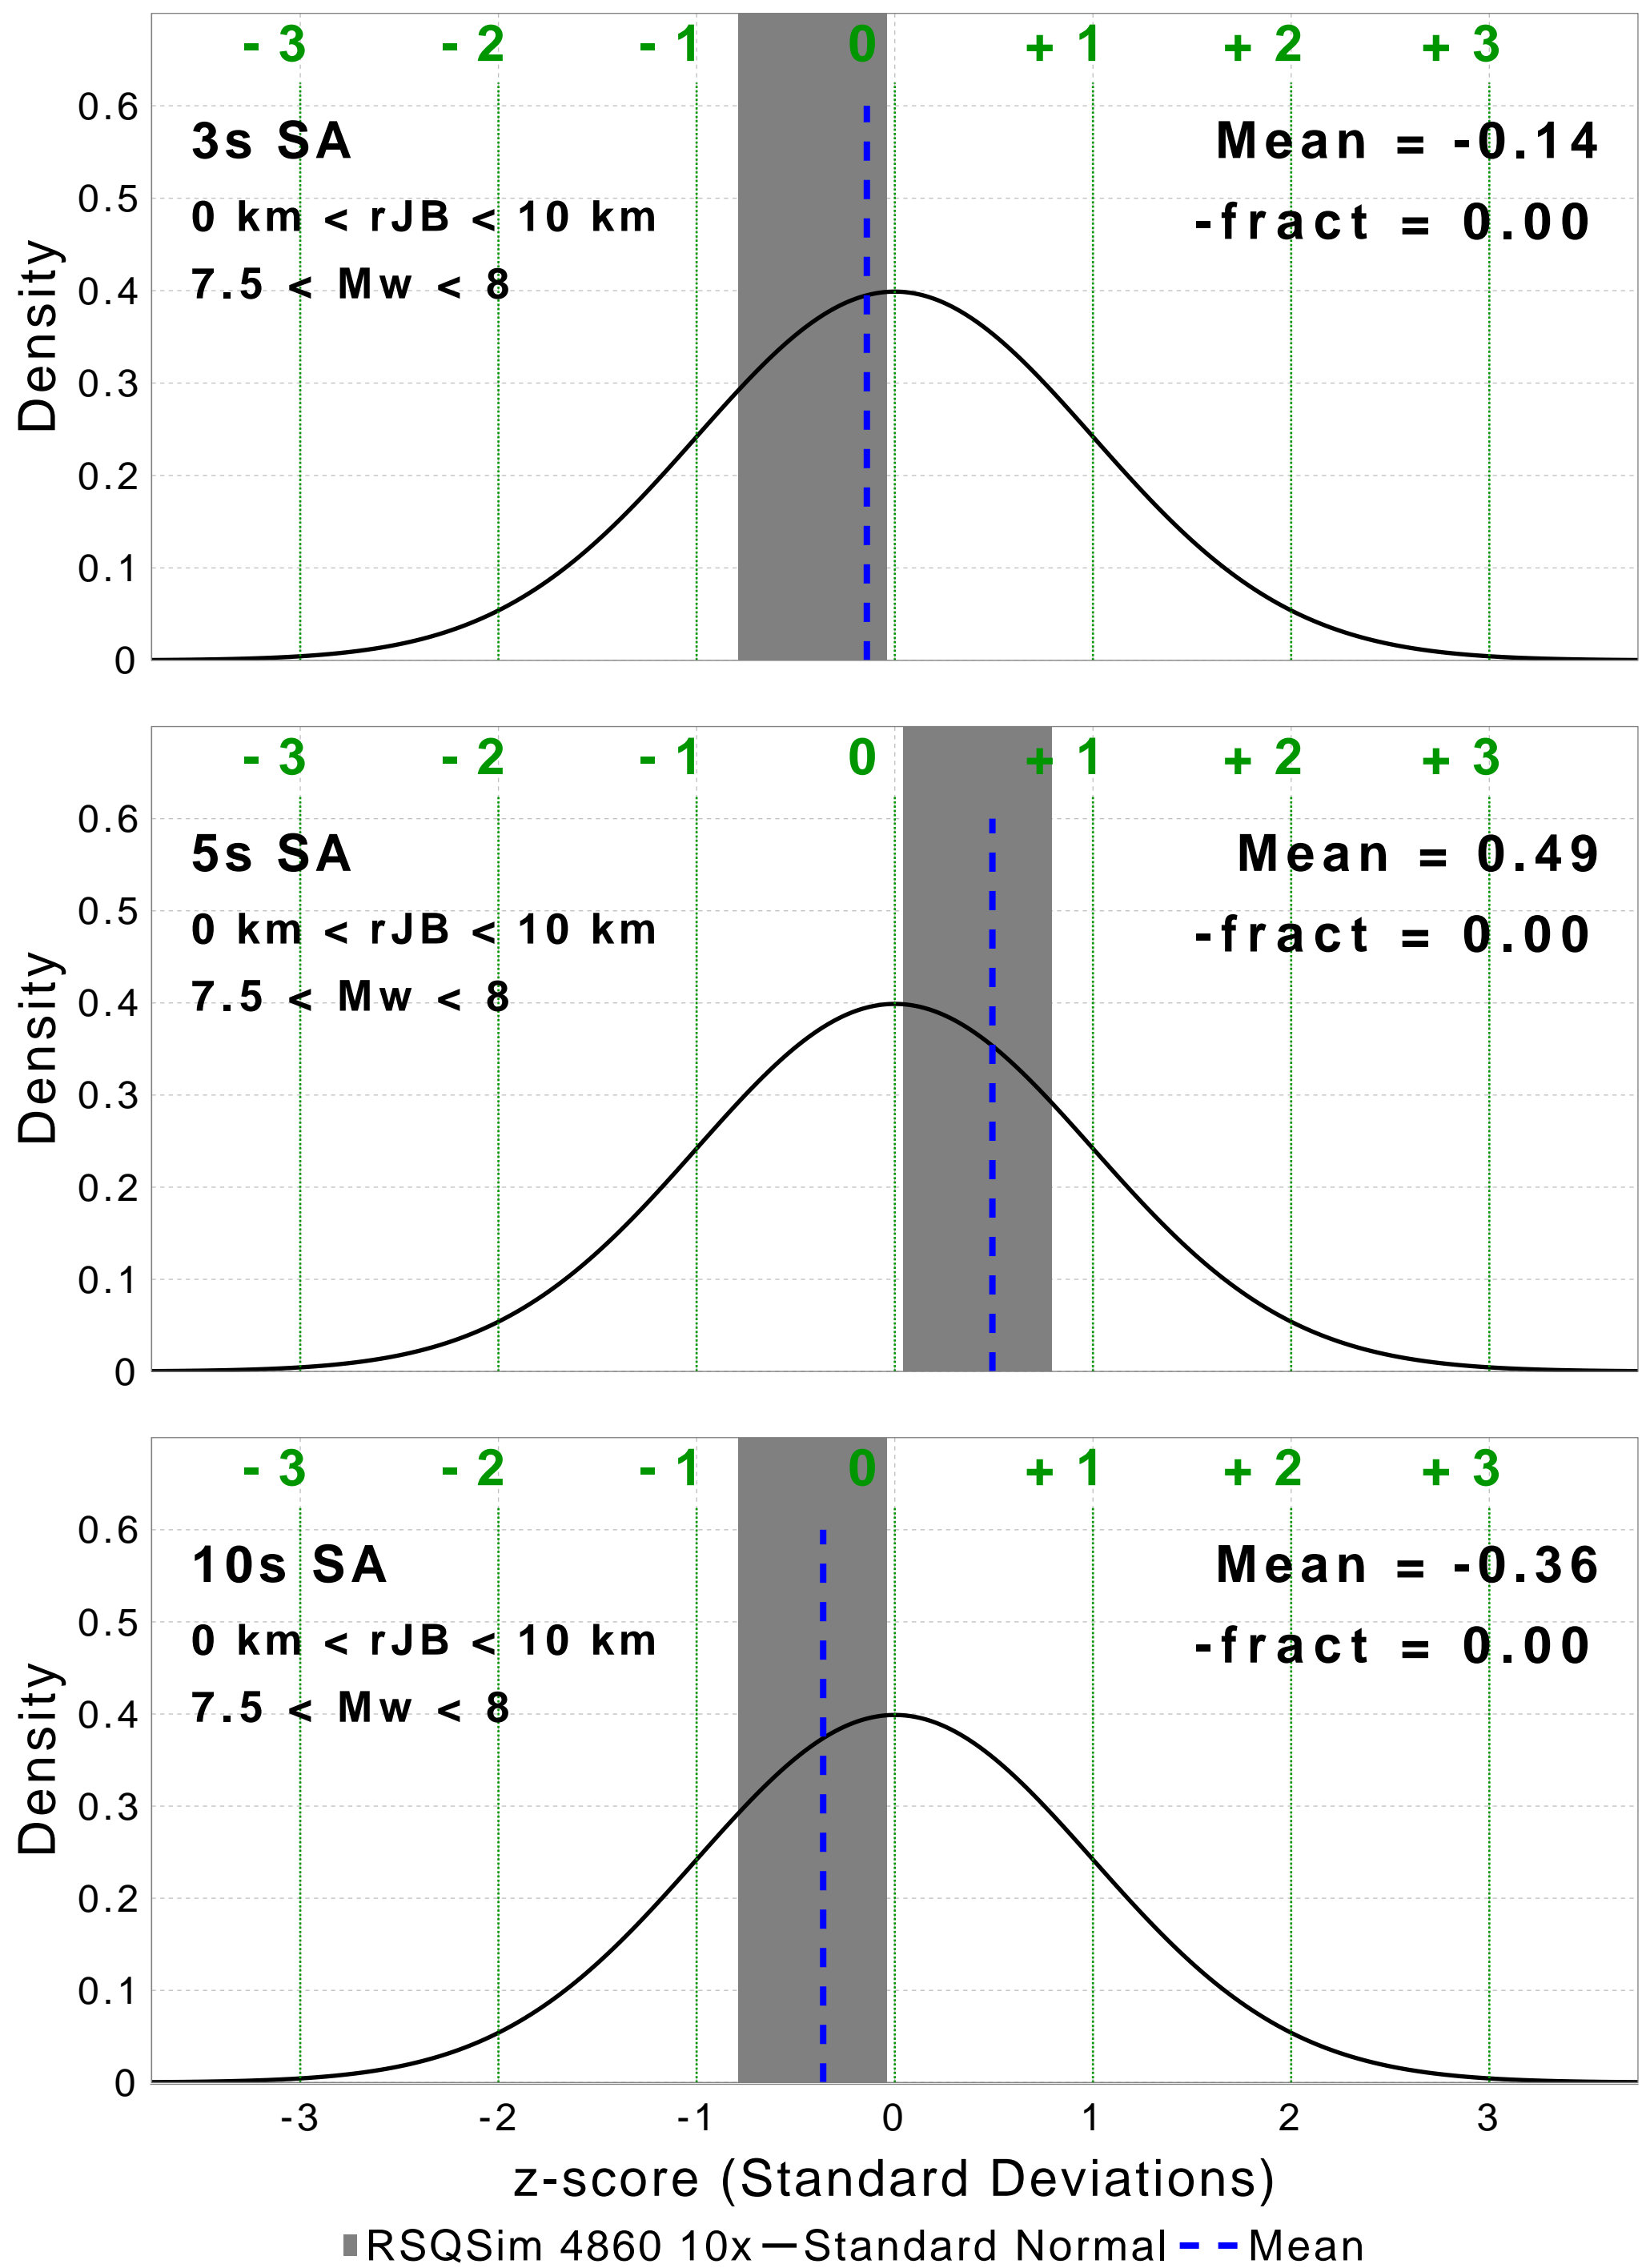 - 3 - 2 - 1 0 + 1 + 2 + 3
0.6
0.5
0.4
0.3
0.2
0.1
0
Density
3s SA
0 km < rJB < 10 km
7.5 < Mw < 8
Mean = -0.14
-fract = 0.00
- 3 - 2 - 1 0 + 1 + 2 + 3
0.6
0.5
0.4
0.3
0.2
0.1
0
Density
5s SA
0 km < rJB < 10 km
7.5 < Mw < 8
Mean = 0.49
-fract = 0.00
- 3 - 2 - 1 0 + 1 + 2 + 3
0.6
0.5
0.4
0.3
0.2
0.1
0
Density
10s SA
0 km < rJB < 10 km
7.5 < Mw < 8
Mean = -0.36
-fract = 0.00
-3 -2 -1 0 1 2 3
z-score (Standard Deviations)
RSQSim 4860 10x Standard Normal Mean